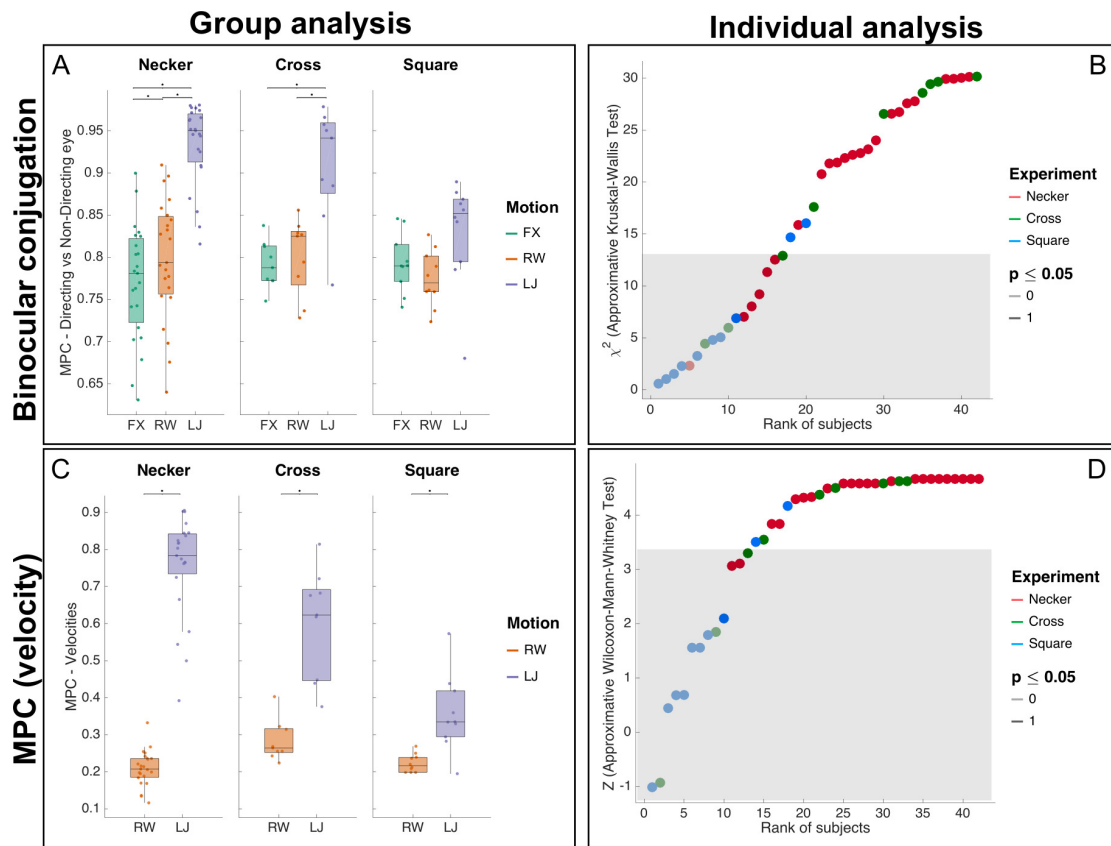 Group analysis
Individual analysis
Binocular conjugation
MPC (velocity)
A
Necker
Cross
Square
MPC - Directing vs Non-Directing eye
0.95
0.9
0.85
0.8
0.75
0.7
0.65
FX RW LJ
FX RW LJ
FX RW LJ
Motion
FX
RW
LJ
B
χ² (Approximative Kruskal-Wallis Test)
30
25
20
15
10
5
0
0 10 20 30 40
Rank of subjects
Experiment
Necker
Cross
Square
p ≤ 0.05
0
1
C
Necker
Cross
Square
MPC - Velocities
0.9
0.8
0.7
0.6
0.5
0.4
0.3
0.2
0.1
RW LJ
RW LJ
RW LJ
Motion
RW
LJ
D
Z (Approximative Wilcoxon-Mann-Whitney Test)
4
3
2
1
0
-1
0 5 10 15 20 25 30 35 40
Rank of subjects
Experiment
Necker
Cross
Square
p ≤ 0.05
0
1